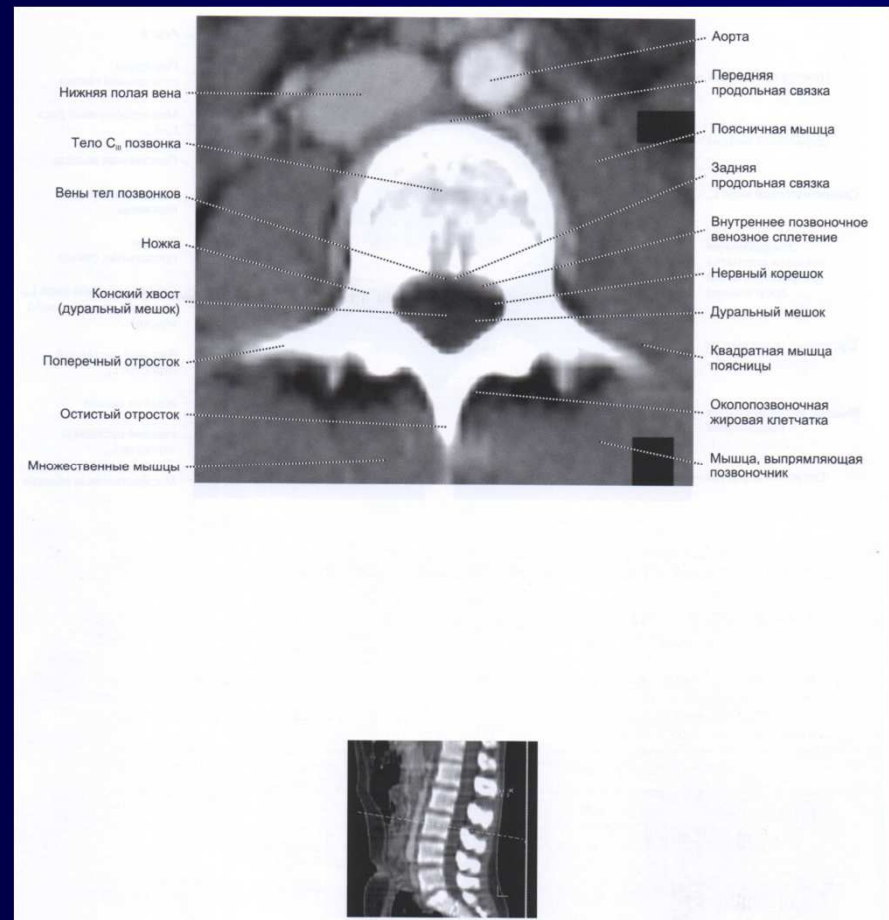 Нижняя полая вена
Тело C_III позвонка
Вены тел позвонков
Ножка
Конский хвост
(дуральный мешок)
Поперечный отросток
Остистый отросток
Множественные мышцы
Аорта
Передняя
продольная связка
Поясничная мышца
Задняя
продольная связка
Внутреннее позвоночное
венозное сплетение
Нервный корешок
Дуральный мешок
Квадратная мышца
поясницы
Околопозвоночная
жировая клетчатка
Мышца, выпрямляющая
позвоночник